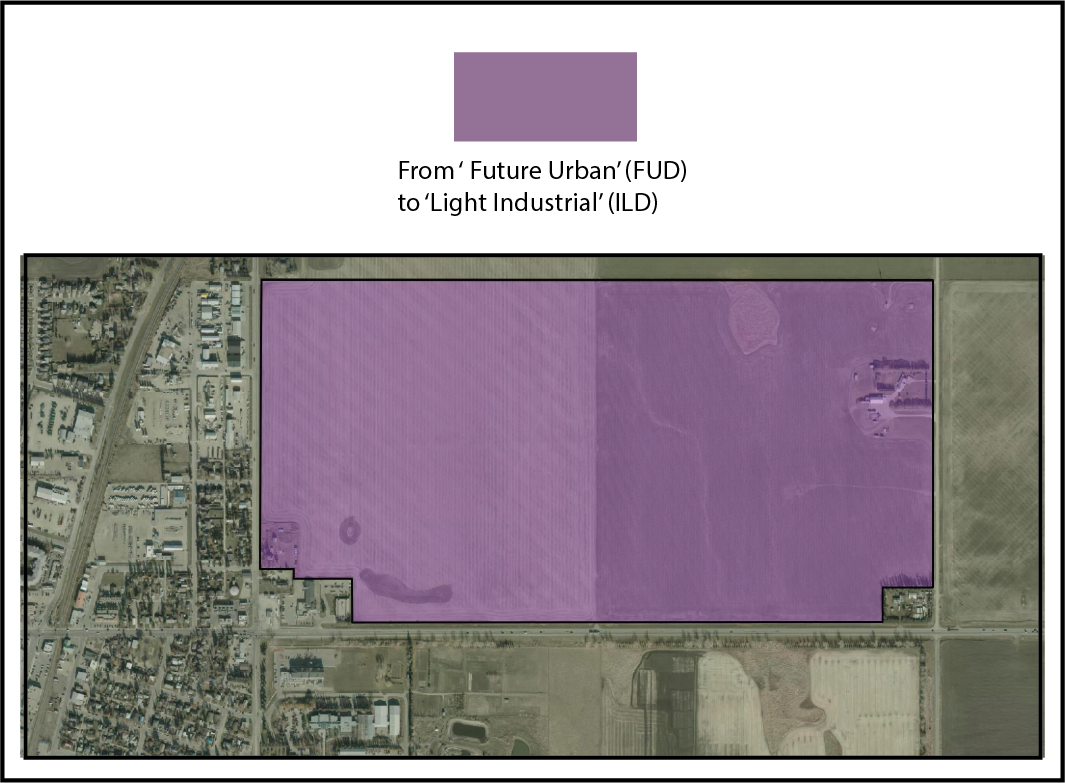 From ‘ Future Urban’ (FUD)
to ‘Light Industrial’ (ILD)